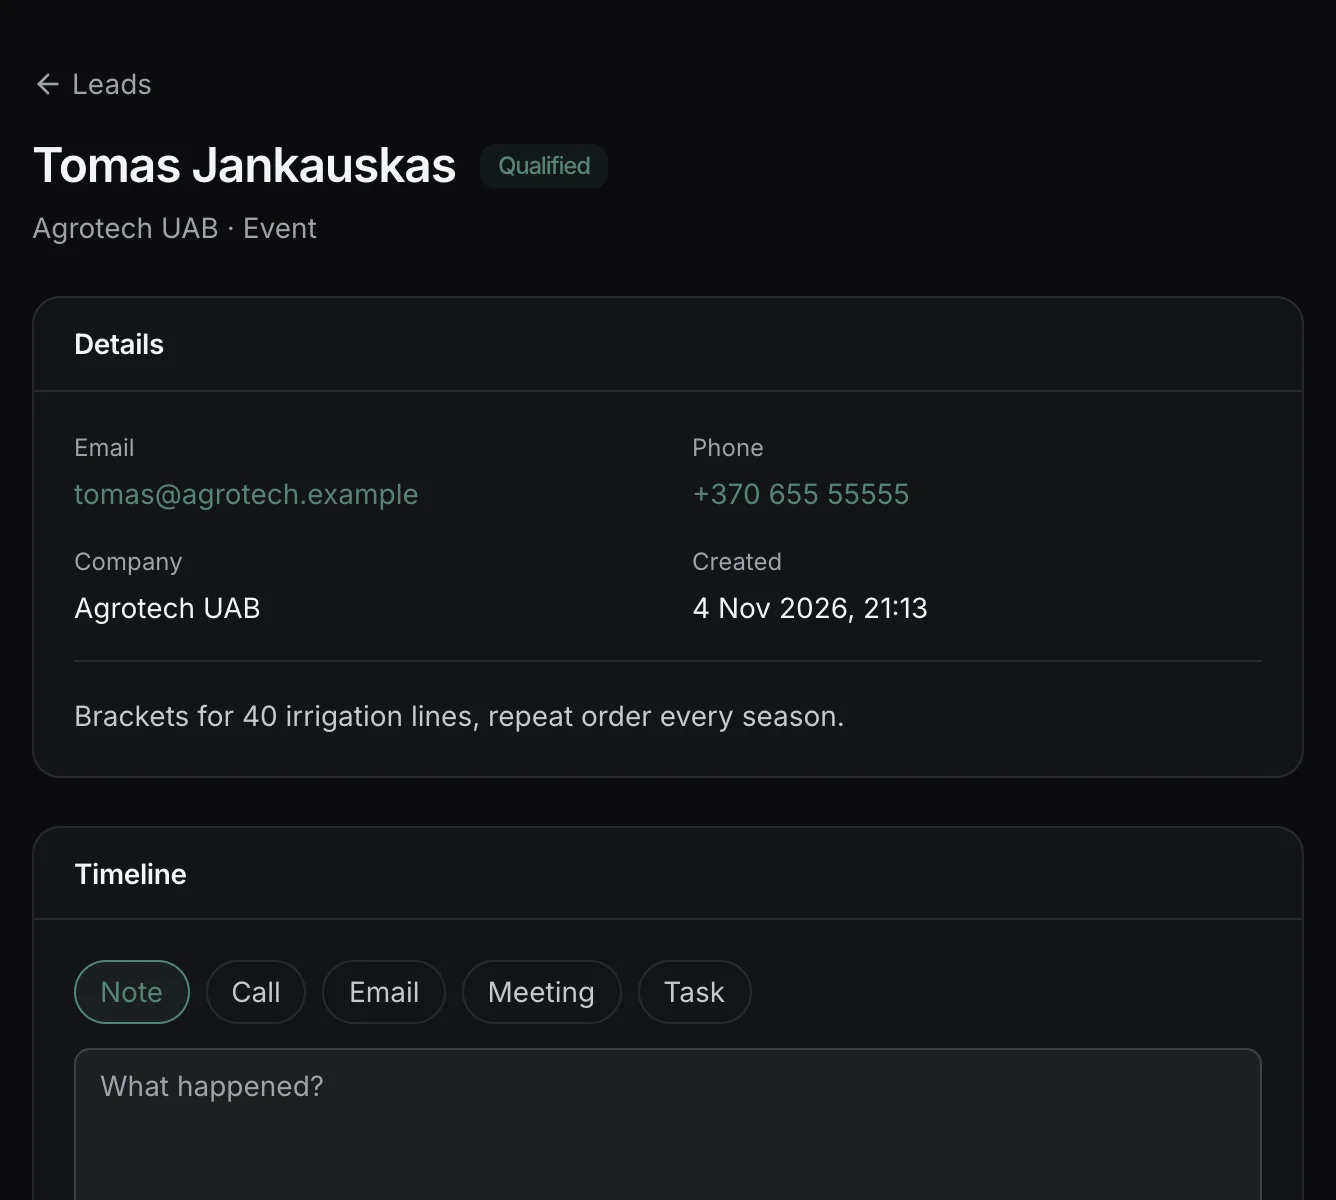 ← Leads
Tomas Jankauskas Qualified
Agrotech UAB · Event
Details
Email Phone
tomas@agrotech.example +370 655 55555
Company Created
Agrotech UAB 4 Nov 2026, 21:13
Brackets for 40 irrigation lines, repeat order every season.
Timeline
Note Call Email Meeting Task
What happened?